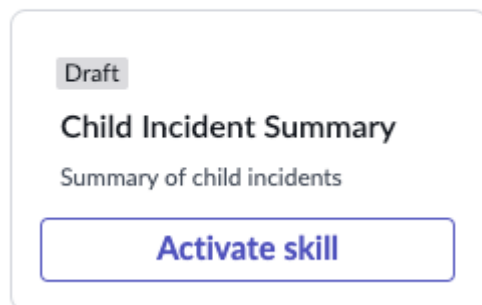 Draft
Child Incident Summary
Summary of child incidents
Activate skill